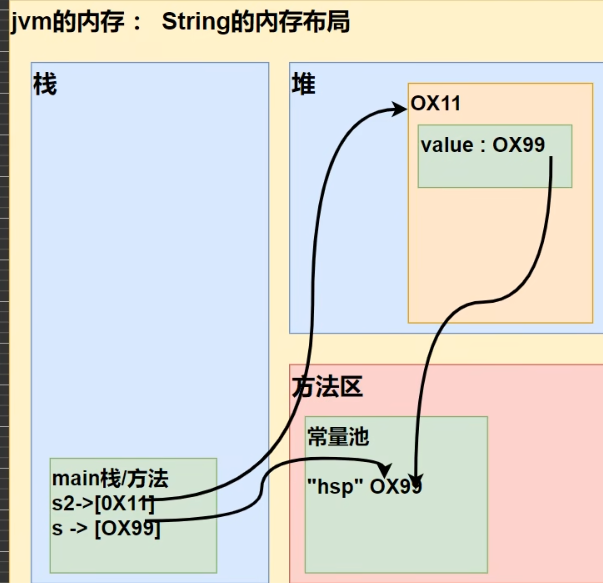 jvm的内存： String的内存布局
栈
堆
OX11
value : OX99
方法区
常量池
"hsp" OX99
main栈/方法
s2->[0X11]
s -> [OX99]